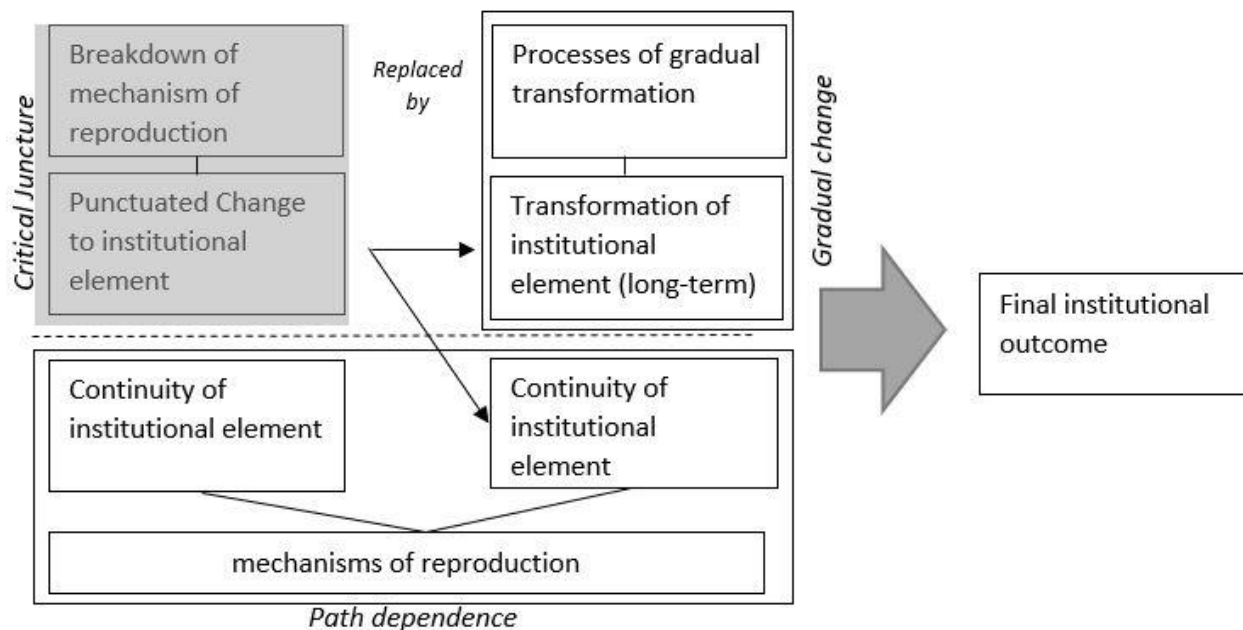 Critical Juncture
Breakdown of
mechanism of
reproduction
Punctuated Change
to institutional
element
Replaced
by
Processes of gradual
transformation
Transformation of
institutional
element (long-term)
Gradual change
Final institutional
outcome
Continuity of
institutional element
Continuity of
institutional
element
mechanisms of reproduction
Path dependence